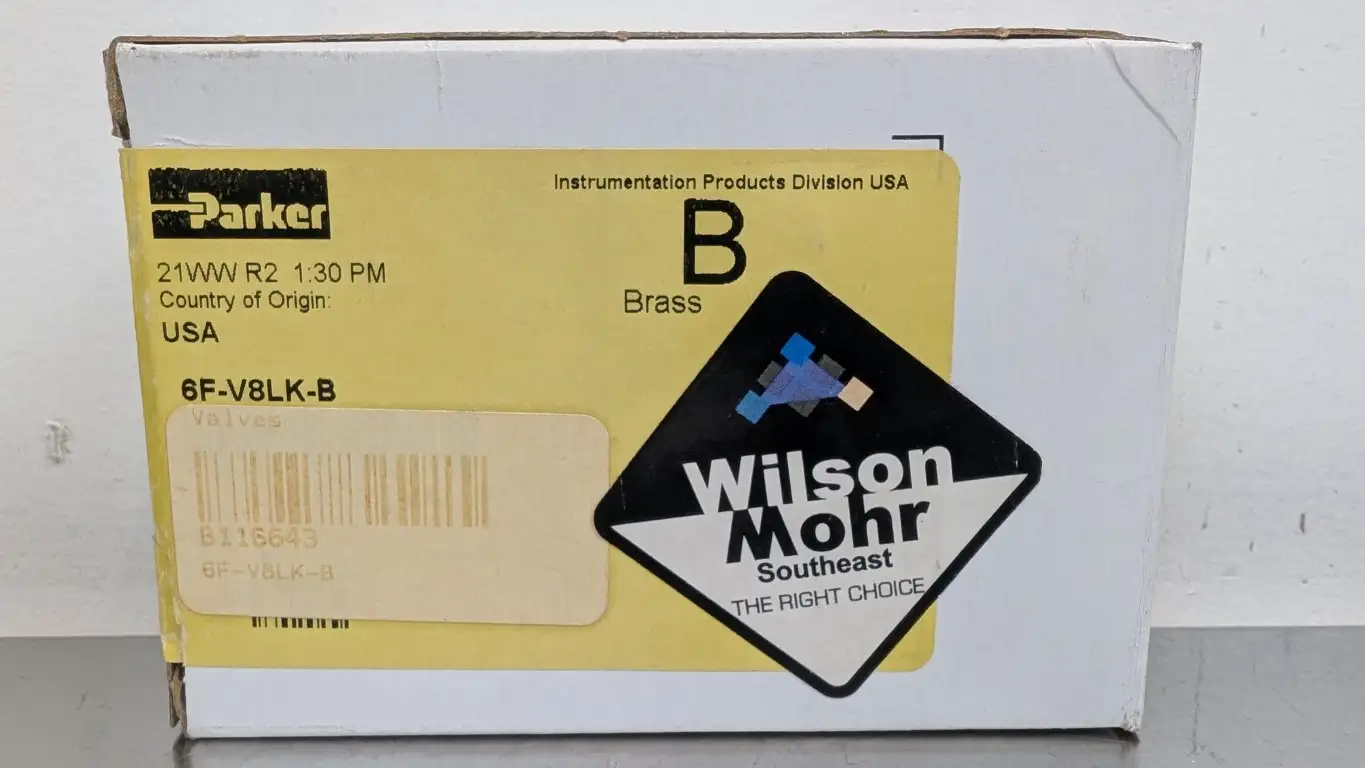 Parker
Instrumentation Products Division USA
B
Brass
21WW R2 1:30 PM
Country of Origin:
USA
6F-V8LK-B
Valves
B116643
6F-V8LK-B
Wilson
Mohr
Southeast
THE RIGHT CHOICE